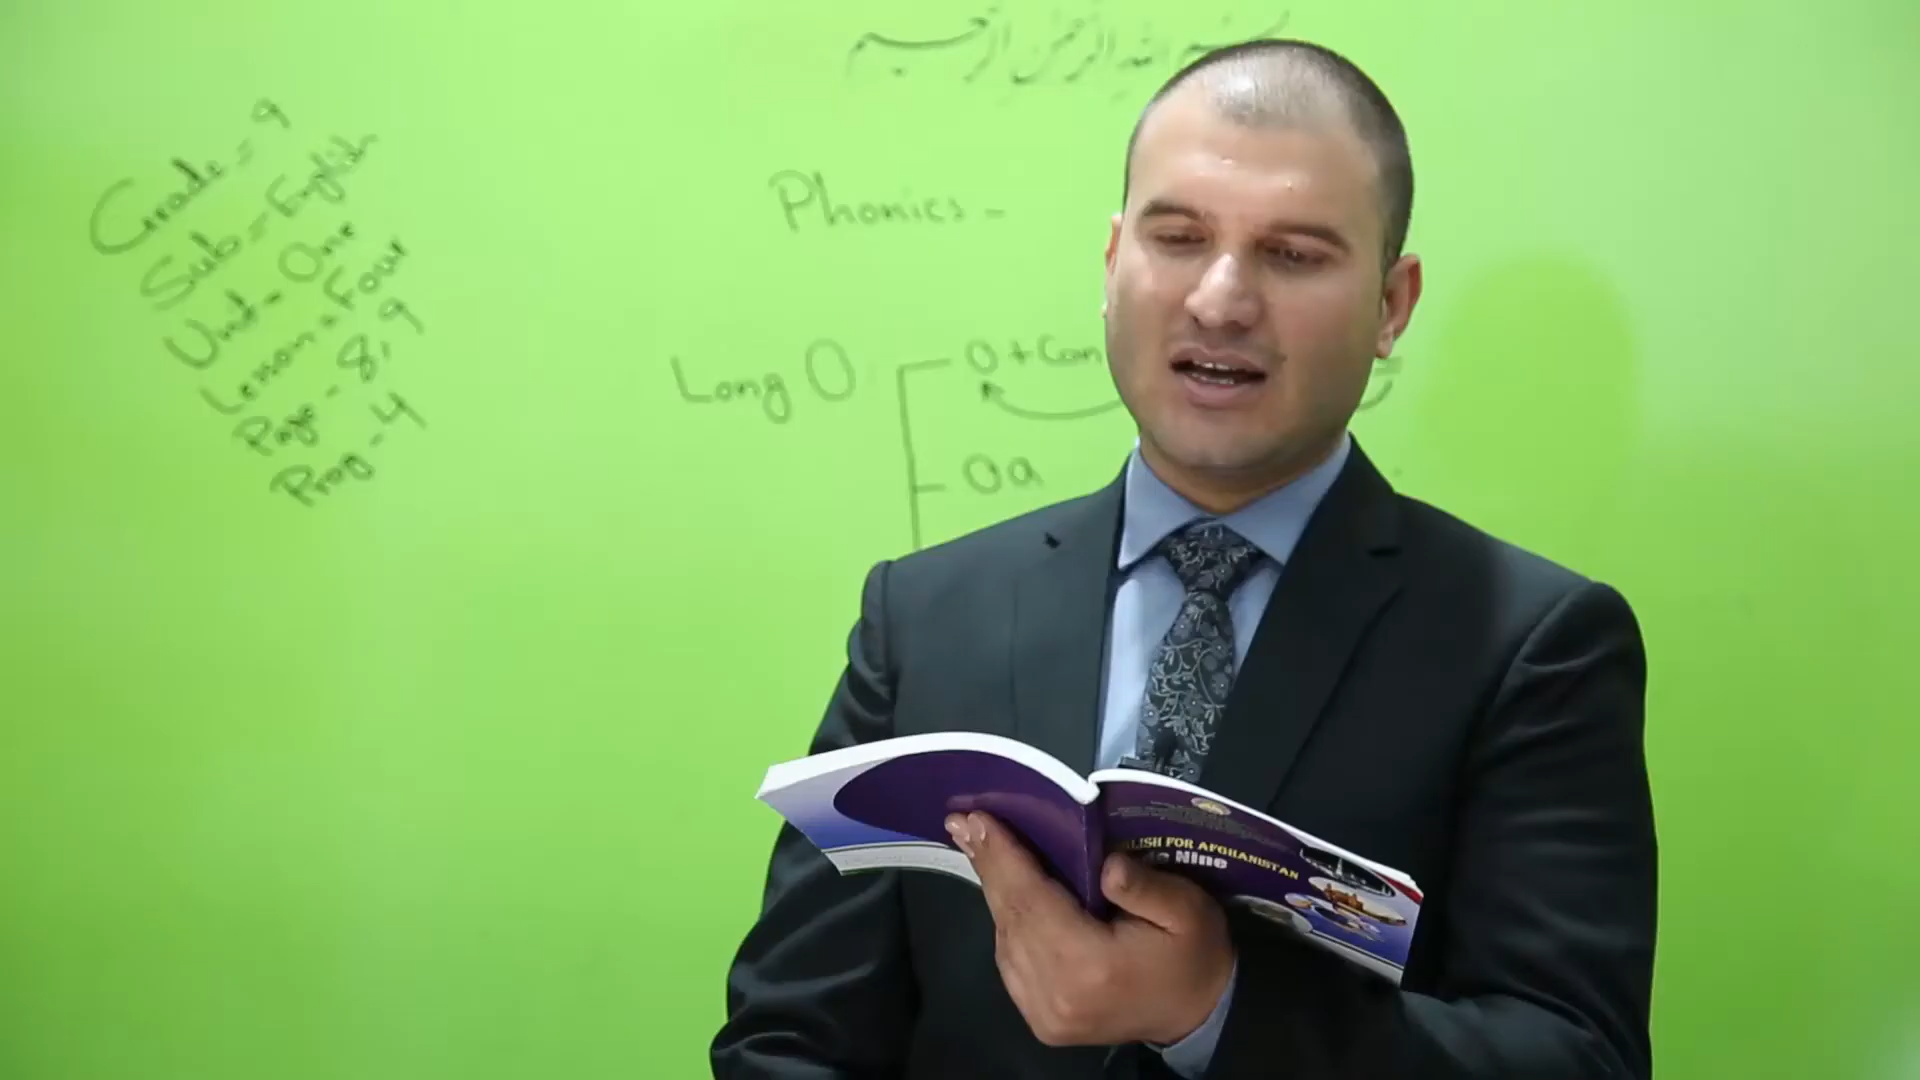 بسم الله الرحمن الرحیم
Grade = 9
Sub = English
Unit - One
Lesson = Four
Page - 8, 9
Prog - 4
Phonics -
Long O
O + Con
Oa
LISH FOR AFGHANISTAN
Nine